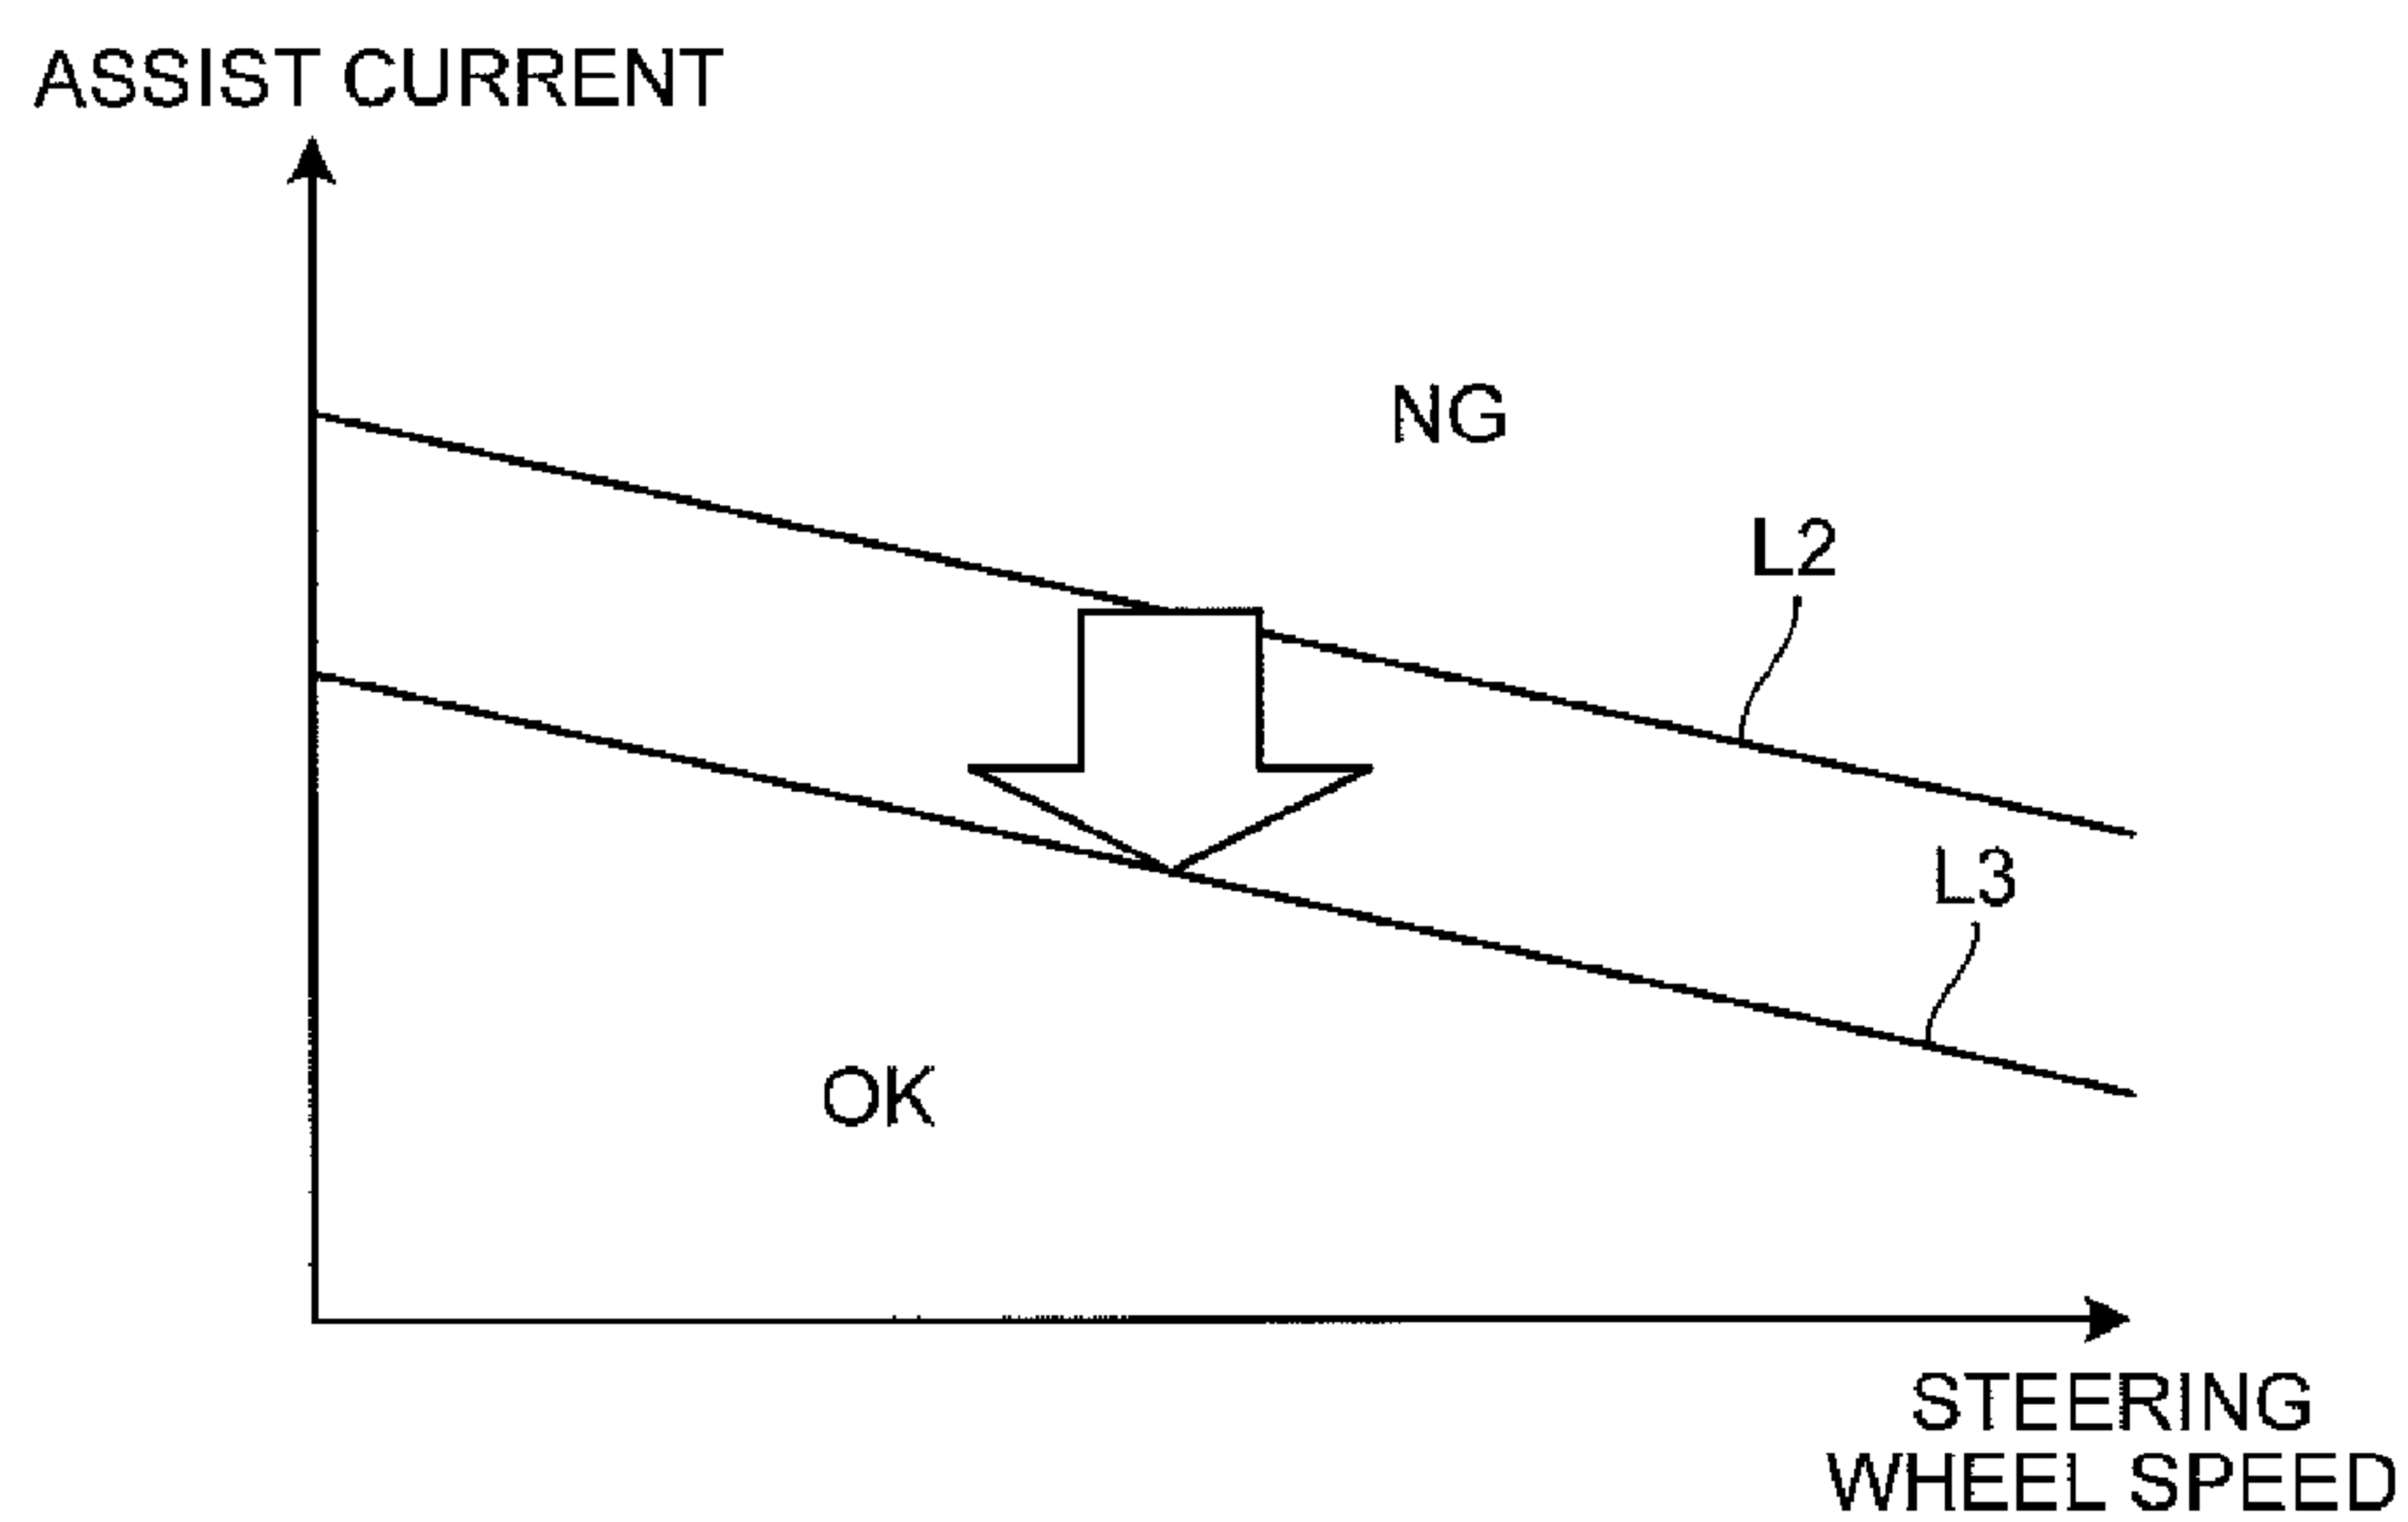 ASSIST CURRENT
NG
L2
L3
OK
STEERING
WHEEL SPEED